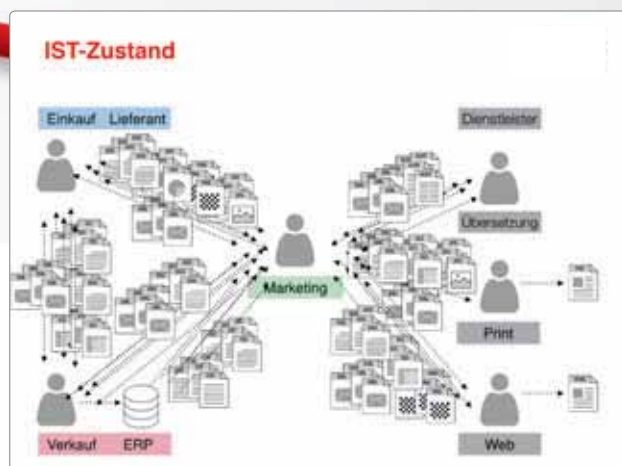 IST-Zustand
Einkauf Lieferant
Dienstleister
Übersetzung
Marketing
Print
Verkauf ERP
Web